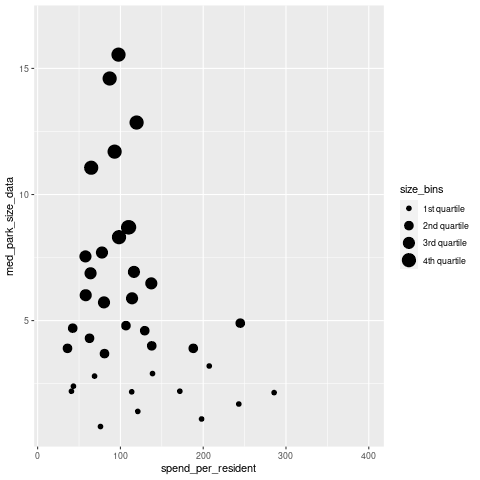 15
10
5
0
100
200
300
400
spend_per_resident
med_park_size_data
size_bins
1st quartile
2nd quartile
3rd quartile
4th quartile